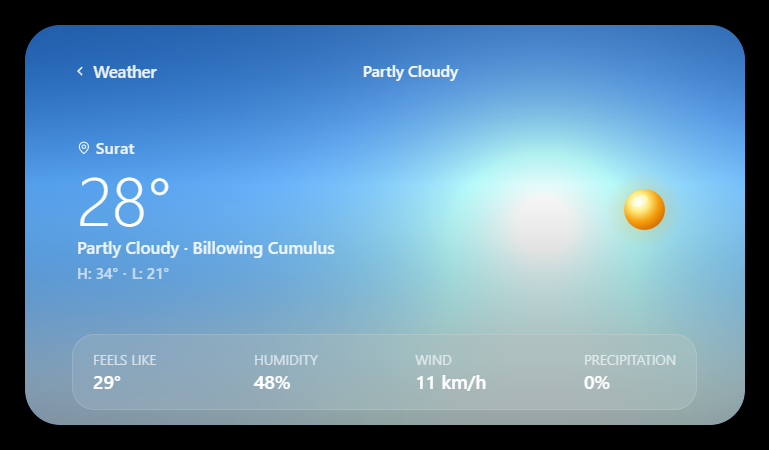 Weather
Partly Cloudy
Surat
28°
Partly Cloudy · Billowing Cumulus
H: 34° · L: 21°
FEELS LIKE HUMIDITY WIND PRECIPITATION
29° 48% 11 km/h 0%